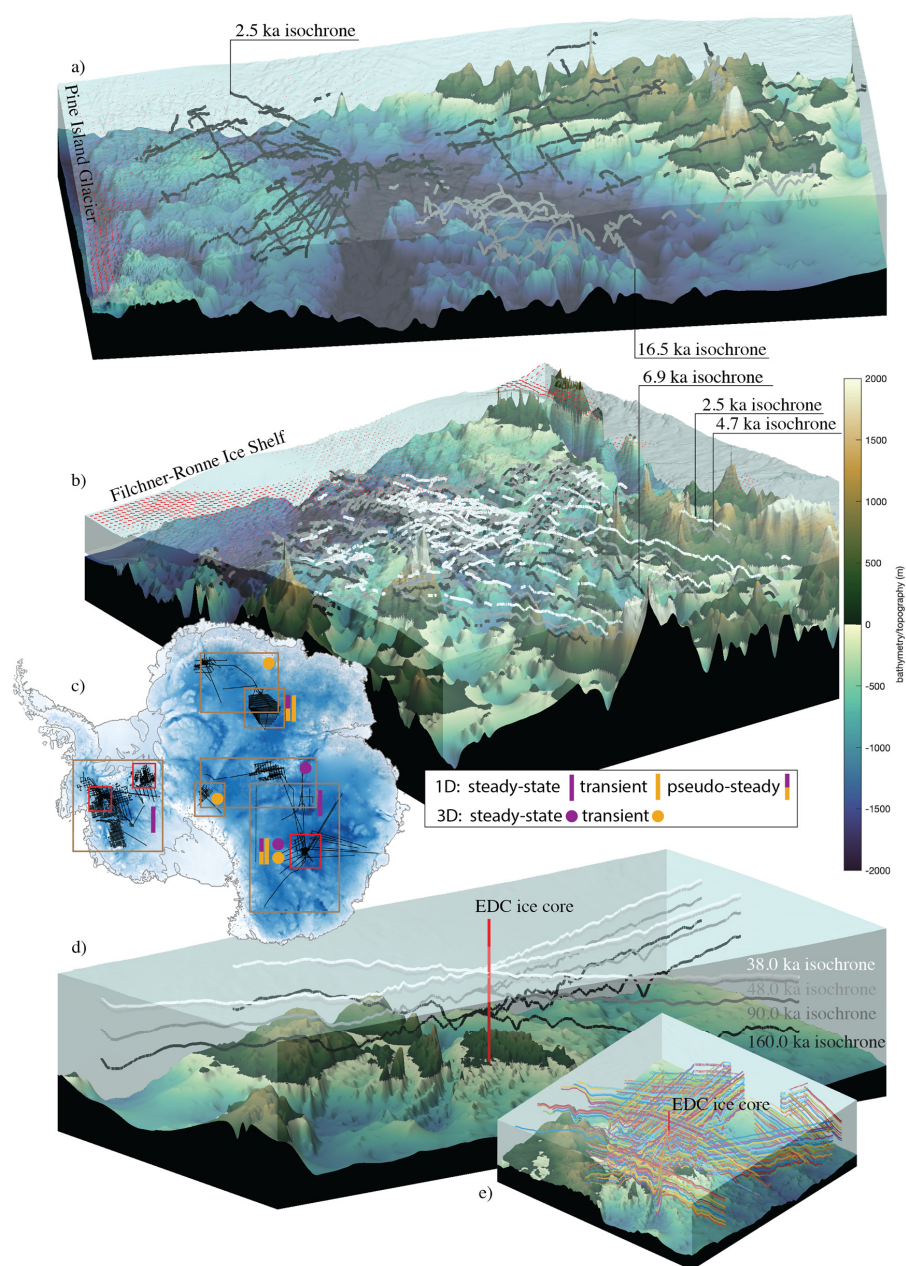 2.5 ka isochrone
a)
Pine Island Glacier
16.5 ka isochrone
6.9 ka isochrone
2.5 ka isochrone
4.7 ka isochrone
Filchner-Ronne Ice Shelf
b)
2000
1500
1000
500
0
-500
-1000
-1500
-2000
bathymetry/topography (m)
c)
1D: steady-state transient pseudo-steady
3D: steady-state transient
EDC ice core
d)
38.0 ka isochrone
48.0 ka isochrone
90.0 ka isochrone
160.0 ka isochrone
EDC ice core
e)